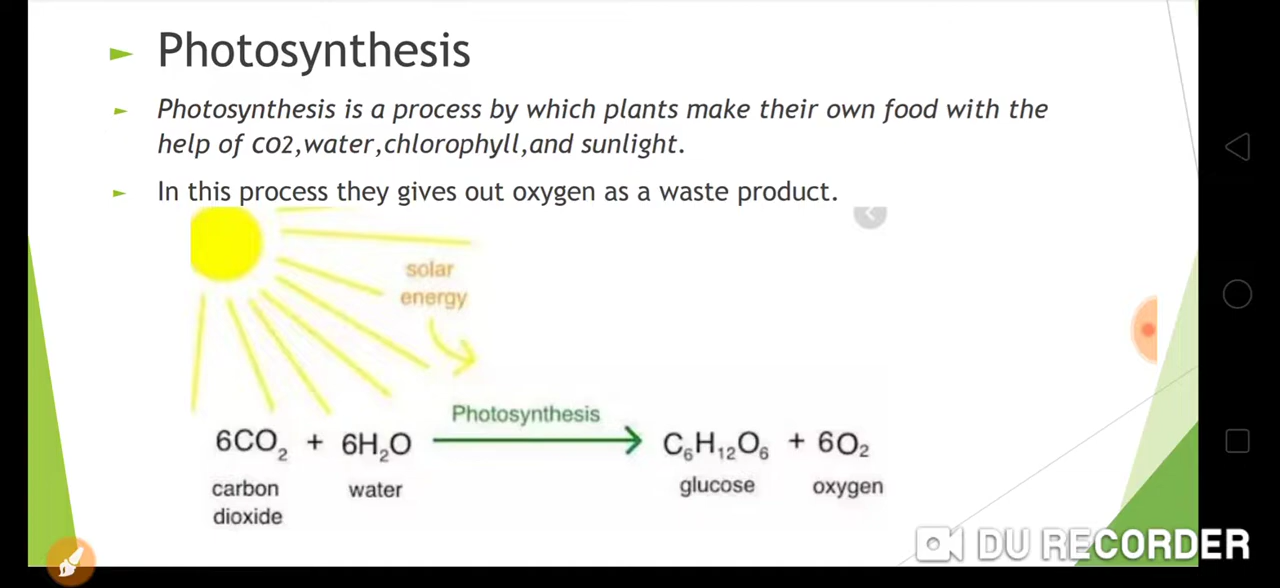 Photosynthesis
Photosynthesis is a process by which plants make their own food with the
help of CO2,water,chlorophyll,and sunlight.
In this process they gives out oxygen as a waste product.
solar
energy
Photosynthesis
6CO₂ + 6H₂O C₆H₁₂O₆ + 6O₂
carbon water glucose oxygen
dioxide
DU RECORDER